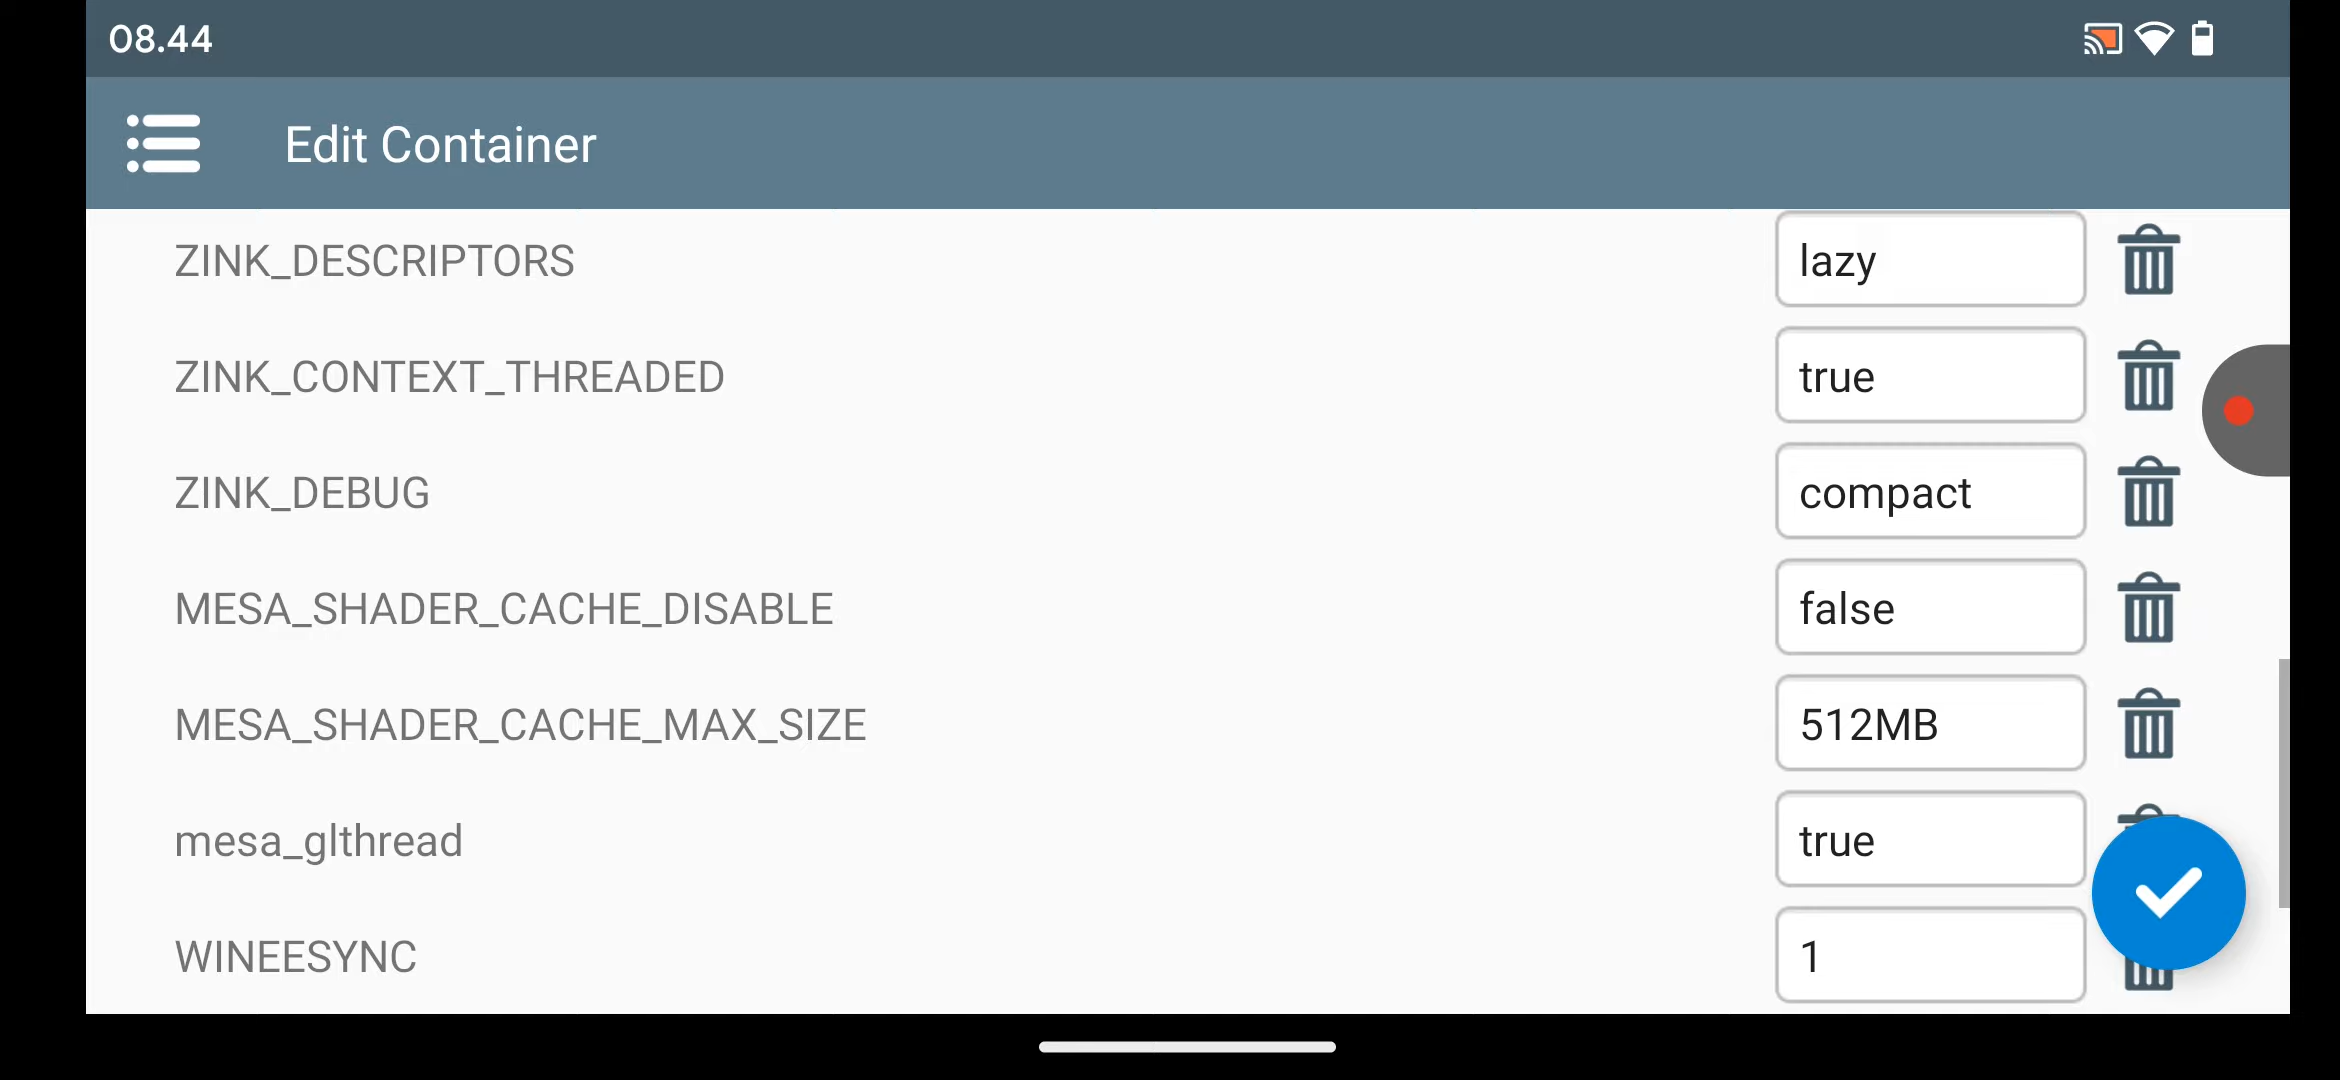 08.44
Edit Container
ZINK_DESCRIPTORS lazy
ZINK_CONTEXT_THREADED true
ZINK_DEBUG compact
MESA_SHADER_CACHE_DISABLE false
MESA_SHADER_CACHE_MAX_SIZE 512MB
mesa_glthread true
WINEESYNC 1